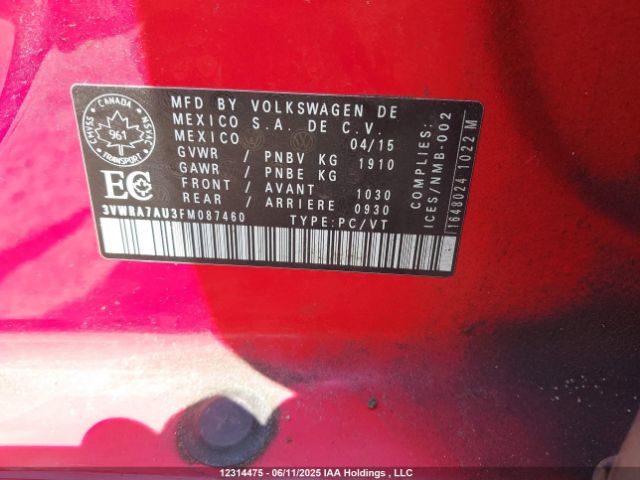 CANADA
CMVSS
961
NSVAC
TRANSPORT
EC
MFD BY VOLKSWAGEN DE
MEXICO S.A. DE C.V.
MEXICO 04/15
GVWR / PNBV KG 1910
GAWR / PNBE KG
FRONT / AVANT 1030
REAR / ARRIERE 0930
3VWRA7AU3FM087460 TYPE:PC/VT
COMPLIES:
ICES/NMB-002
1648024 1022 M
12314475 - 06/11/2025 IAA Holdings , LLC